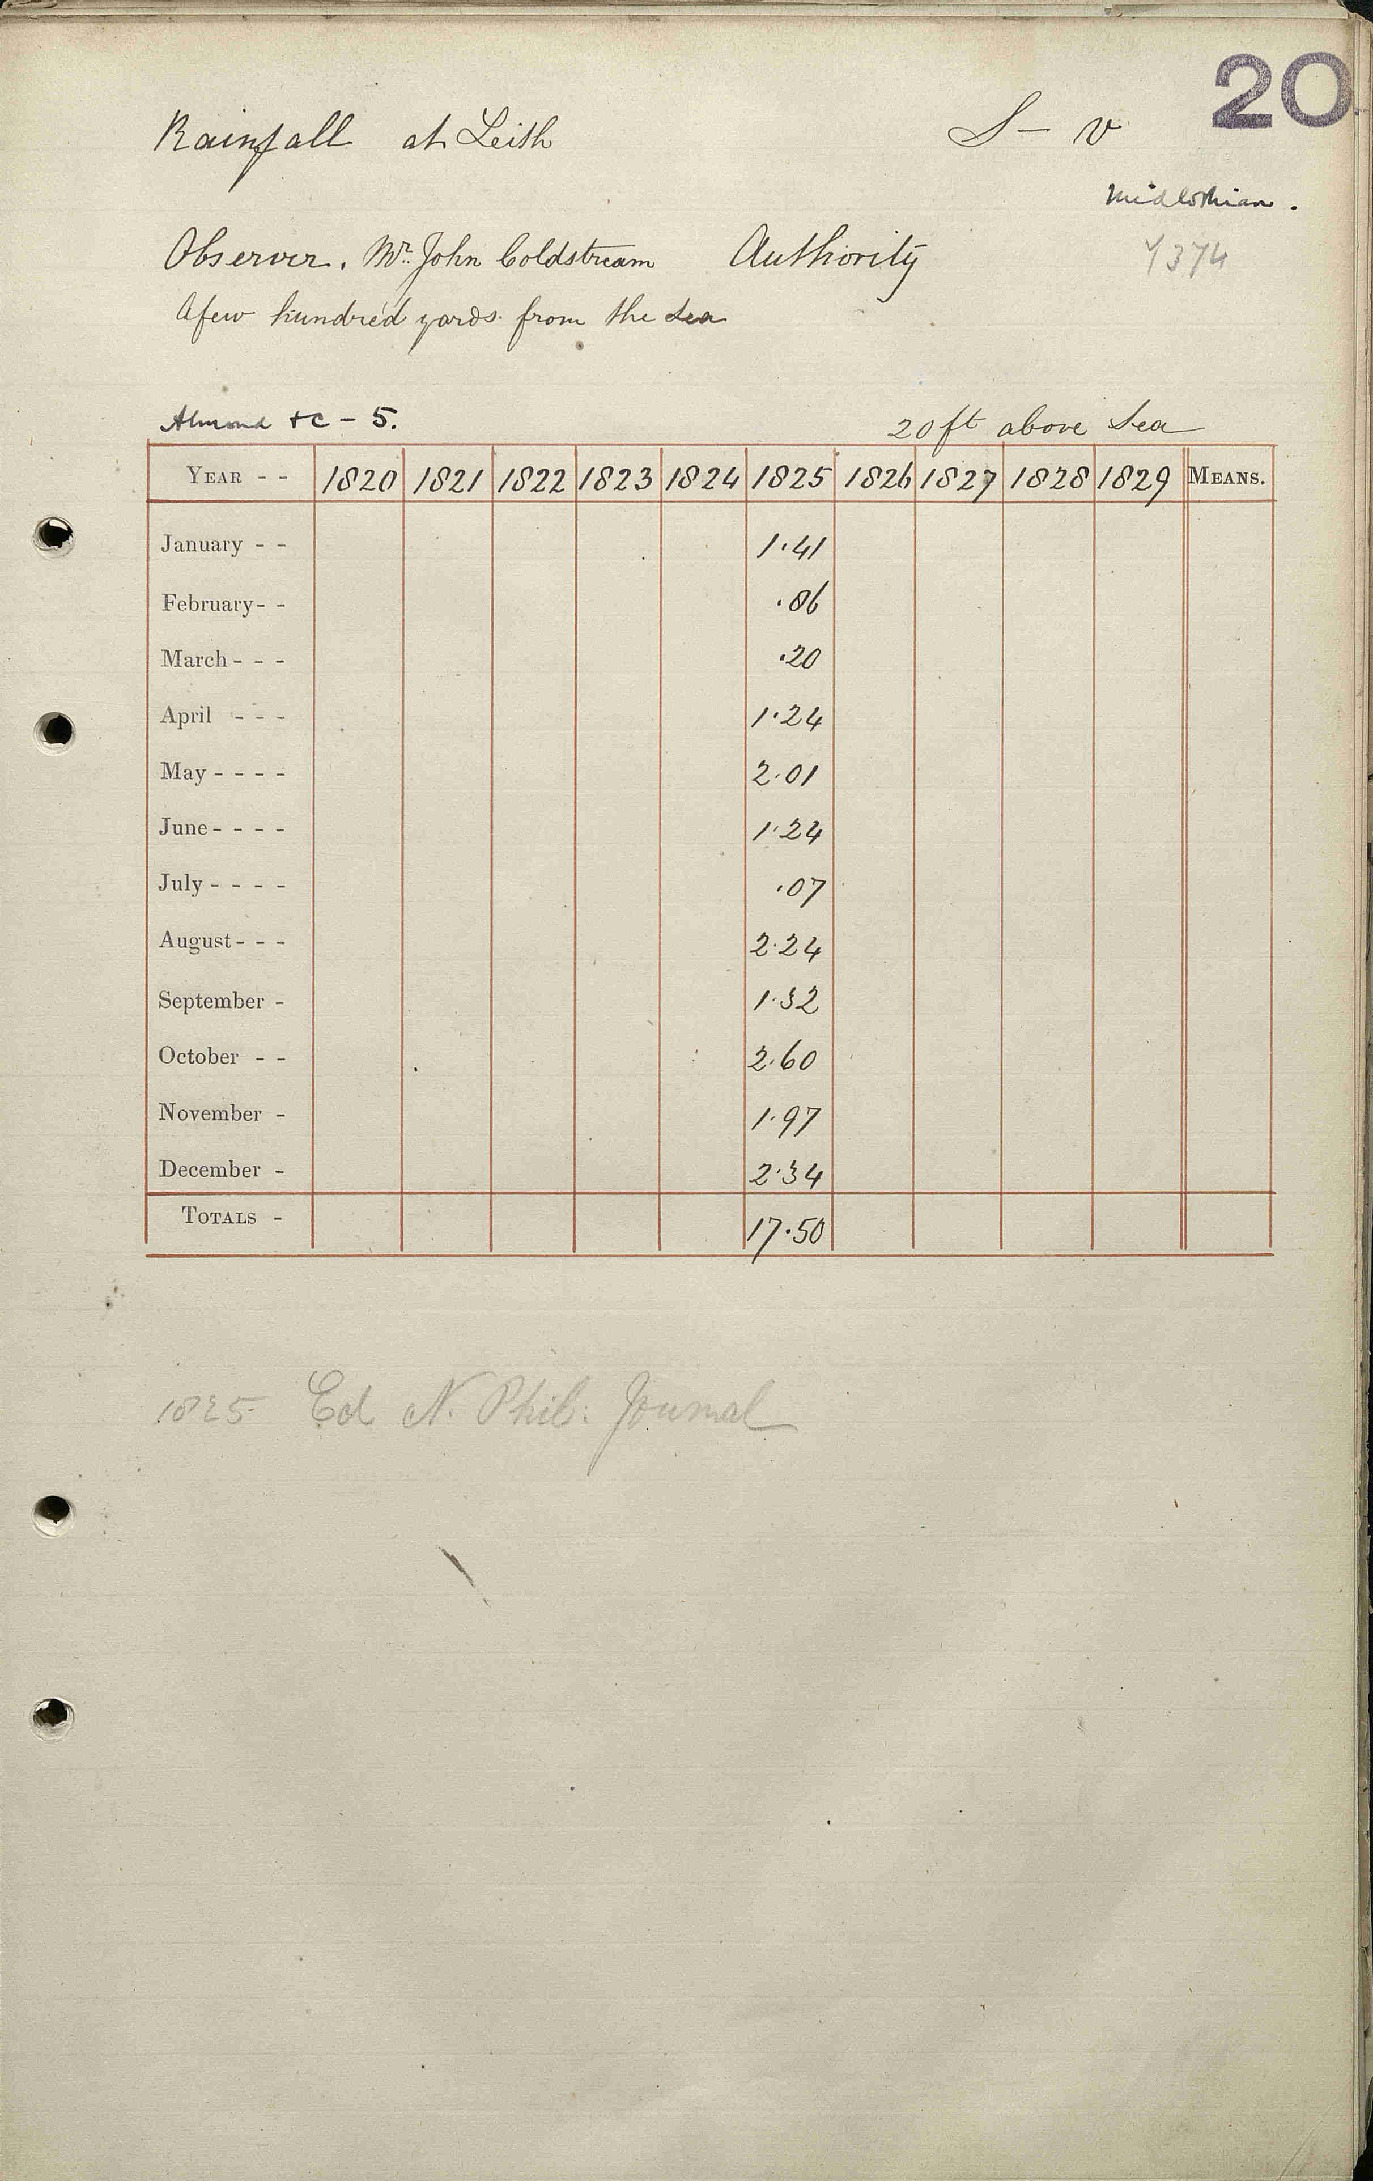 20
Rainfall at Leith S - v
Midlothian.
Observer. Mr. John Coldstream Authority
4374
A few hundred yards from the Sea
Almond &c - 5.
20 ft above Sea
YEAR - - 1820 1821 1822 1823 1824 1825 1826 1827 1828 1829 MEANS.
January - - 1.41
February - - .86
March - - - .20
April - - - 1.24
May - - - - 2.01
June - - - - 1.24
July - - - - .07
August - - - 2.24
September - 1.32
October - - 2.60
November - 1.97
December - 2.34
TOTALS - 17.50
1825 Ed N. Phil: Journal